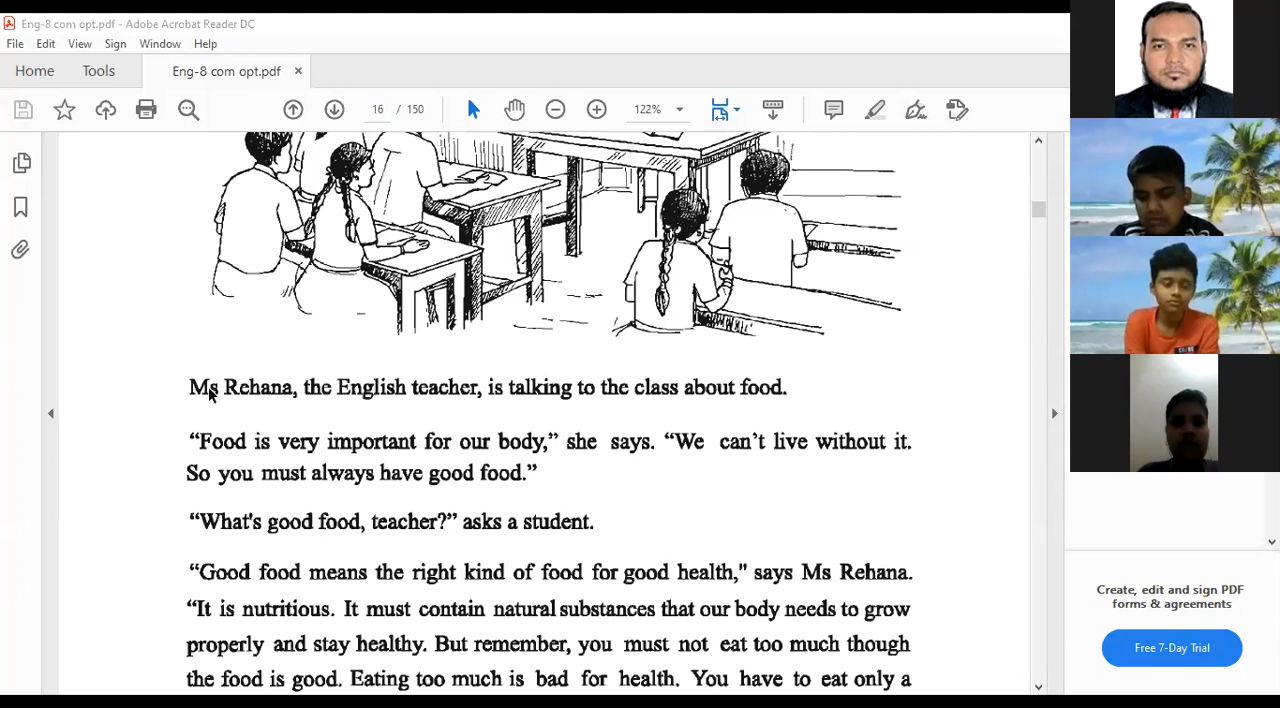 Eng-8 com opt.pdf - Adobe Acrobat Reader DC
File Edit View Sign Window Help
Home Tools Eng-8 com opt.pdf ×
16 / 150 122%
Ms Rehana, the English teacher, is talking to the class about food.
“Food is very important for our body,” she says. “We can’t live without it.
So you must always have good food.”
“What's good food, teacher?” asks a student.
“Good food means the right kind of food for good health," says Ms Rehana.
“It is nutritious. It must contain natural substances that our body needs to grow
properly and stay healthy. But remember, you must not eat too much though
the food is good. Eating too much is bad for health. You have to eat only a
Create, edit and sign PDF
forms & agreements
Free 7-Day Trial